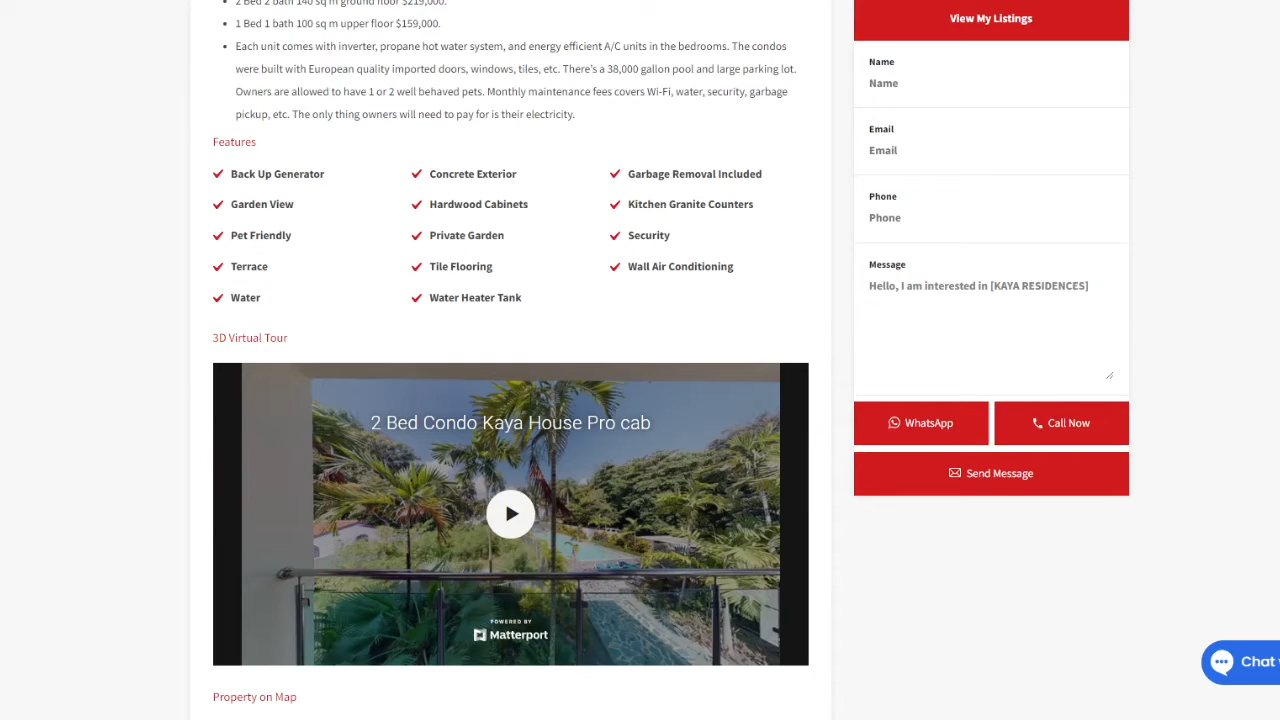 2 Bed 2 bath 140 sq m ground floor $219,000.
1 Bed 1 bath 100 sq m upper floor $159,000.
Each unit comes with inverter, propane hot water system, and energy efficient A/C units in the bedrooms. The condos
were built with European quality imported doors, windows, tiles, etc. There's a 38,000 gallon pool and large parking lot.
Owners are allowed to have 1 or 2 well behaved pets. Monthly maintenance fees covers Wi-Fi, water, security, garbage
pickup, etc. The only thing owners will need to pay for is their electricity.
Features
Back Up Generator
Concrete Exterior
Garbage Removal Included
Garden View
Hardwood Cabinets
Kitchen Granite Counters
Pet Friendly
Private Garden
Security
Terrace
Tile Flooring
Wall Air Conditioning
Water
Water Heater Tank
3D Virtual Tour
2 Bed Condo Kaya House Pro cab
POWERED BY
Matterport
Property on Map
View My Listings
Name
Name
Email
Email
Phone
Phone
Message
Hello, I am interested in [KAYA RESIDENCES]
WhatsApp
Call Now
Send Message
Chat